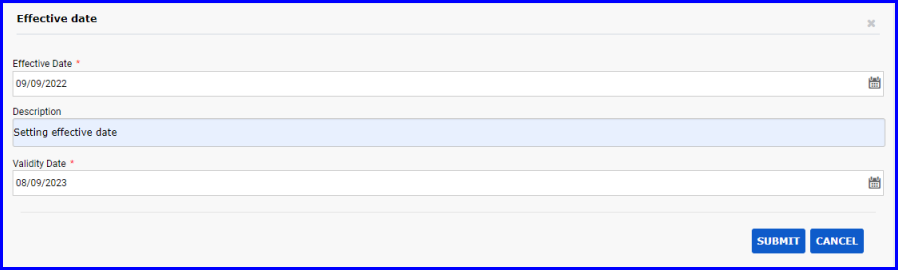 Effective date
Effective Date *
09/09/2022
Description
Setting effective date
Validity Date *
08/09/2023
SUBMIT CANCEL